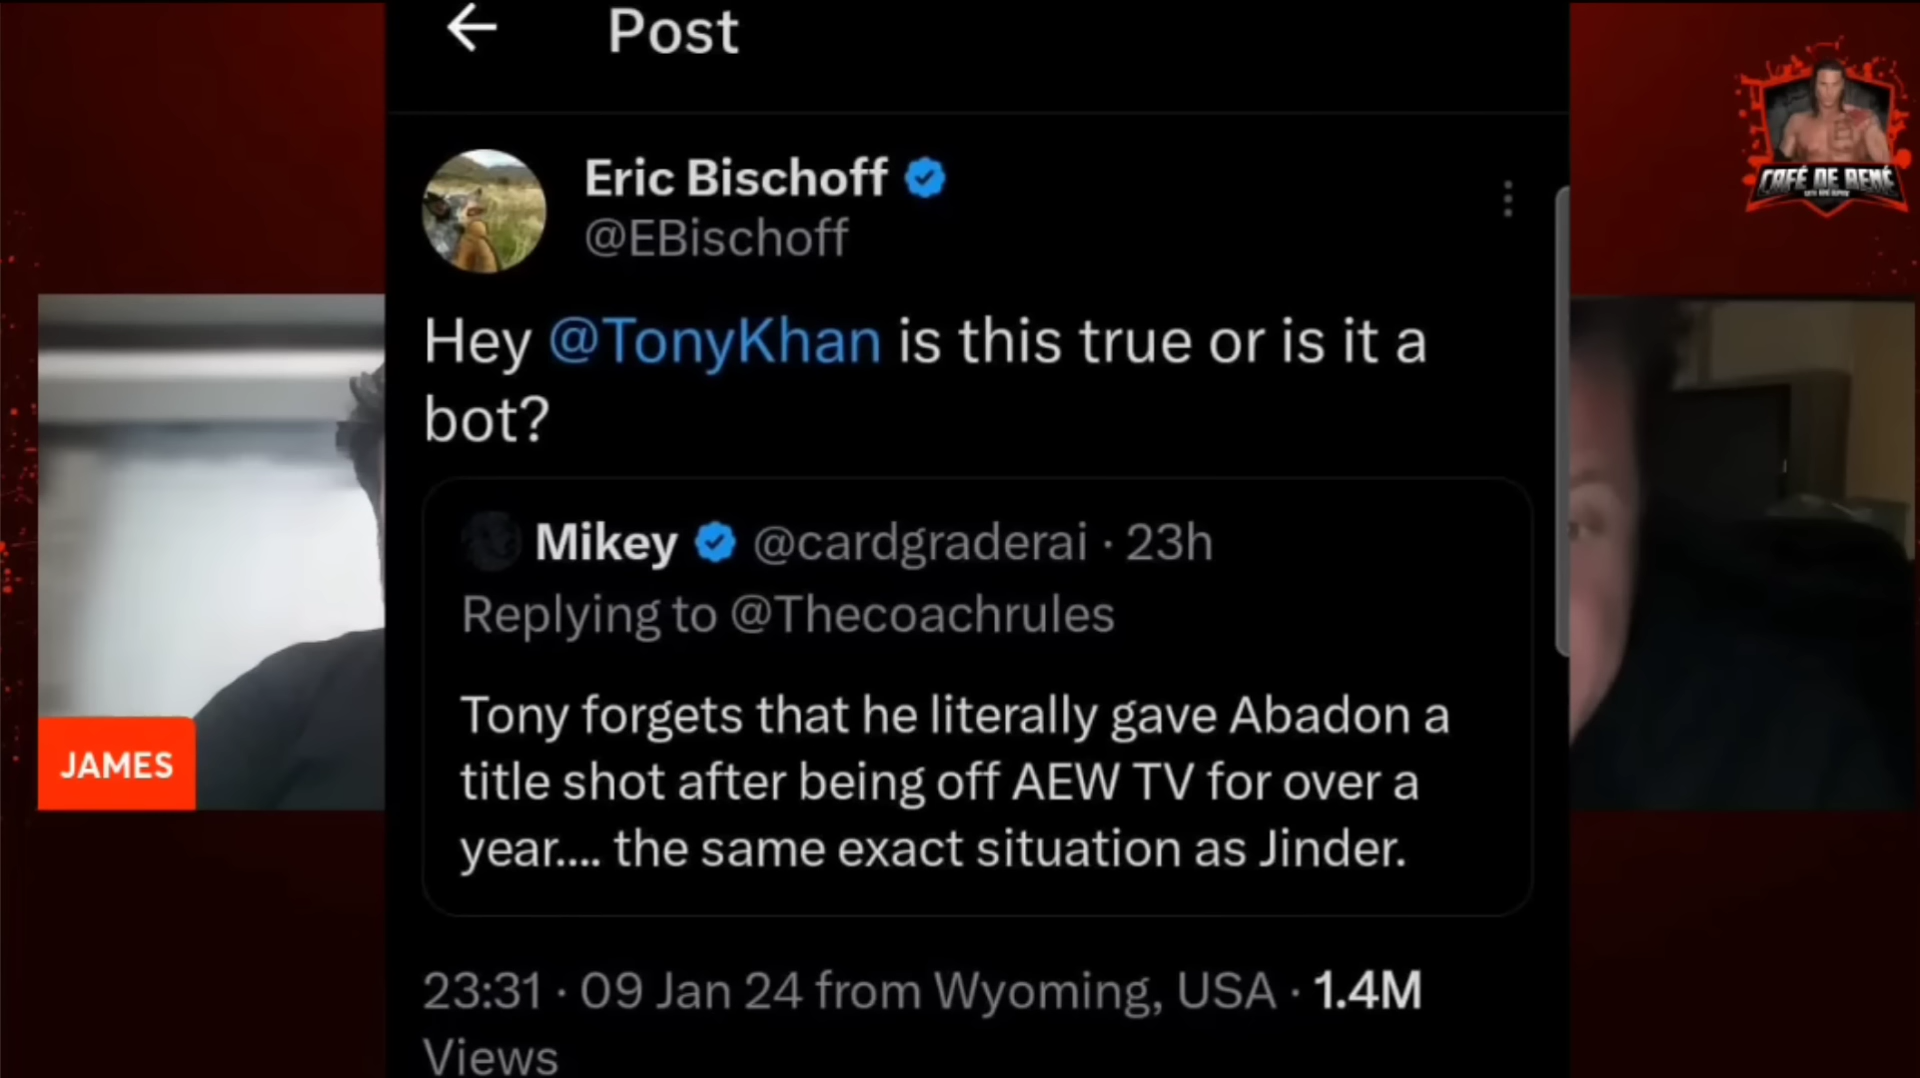 Post
Eric Bischoff
@EBischoff
Hey @TonyKhan is this true or is it a
bot?
Mikey @cardgraderai · 23h
Replying to @Thecoachrules
Tony forgets that he literally gave Abadon a
title shot after being off AEW TV for over a
year.... the same exact situation as Jinder.
23:31 · 09 Jan 24 from Wyoming, USA · 1.4M
Views
JAMES
CAFÉ DE RENÉ